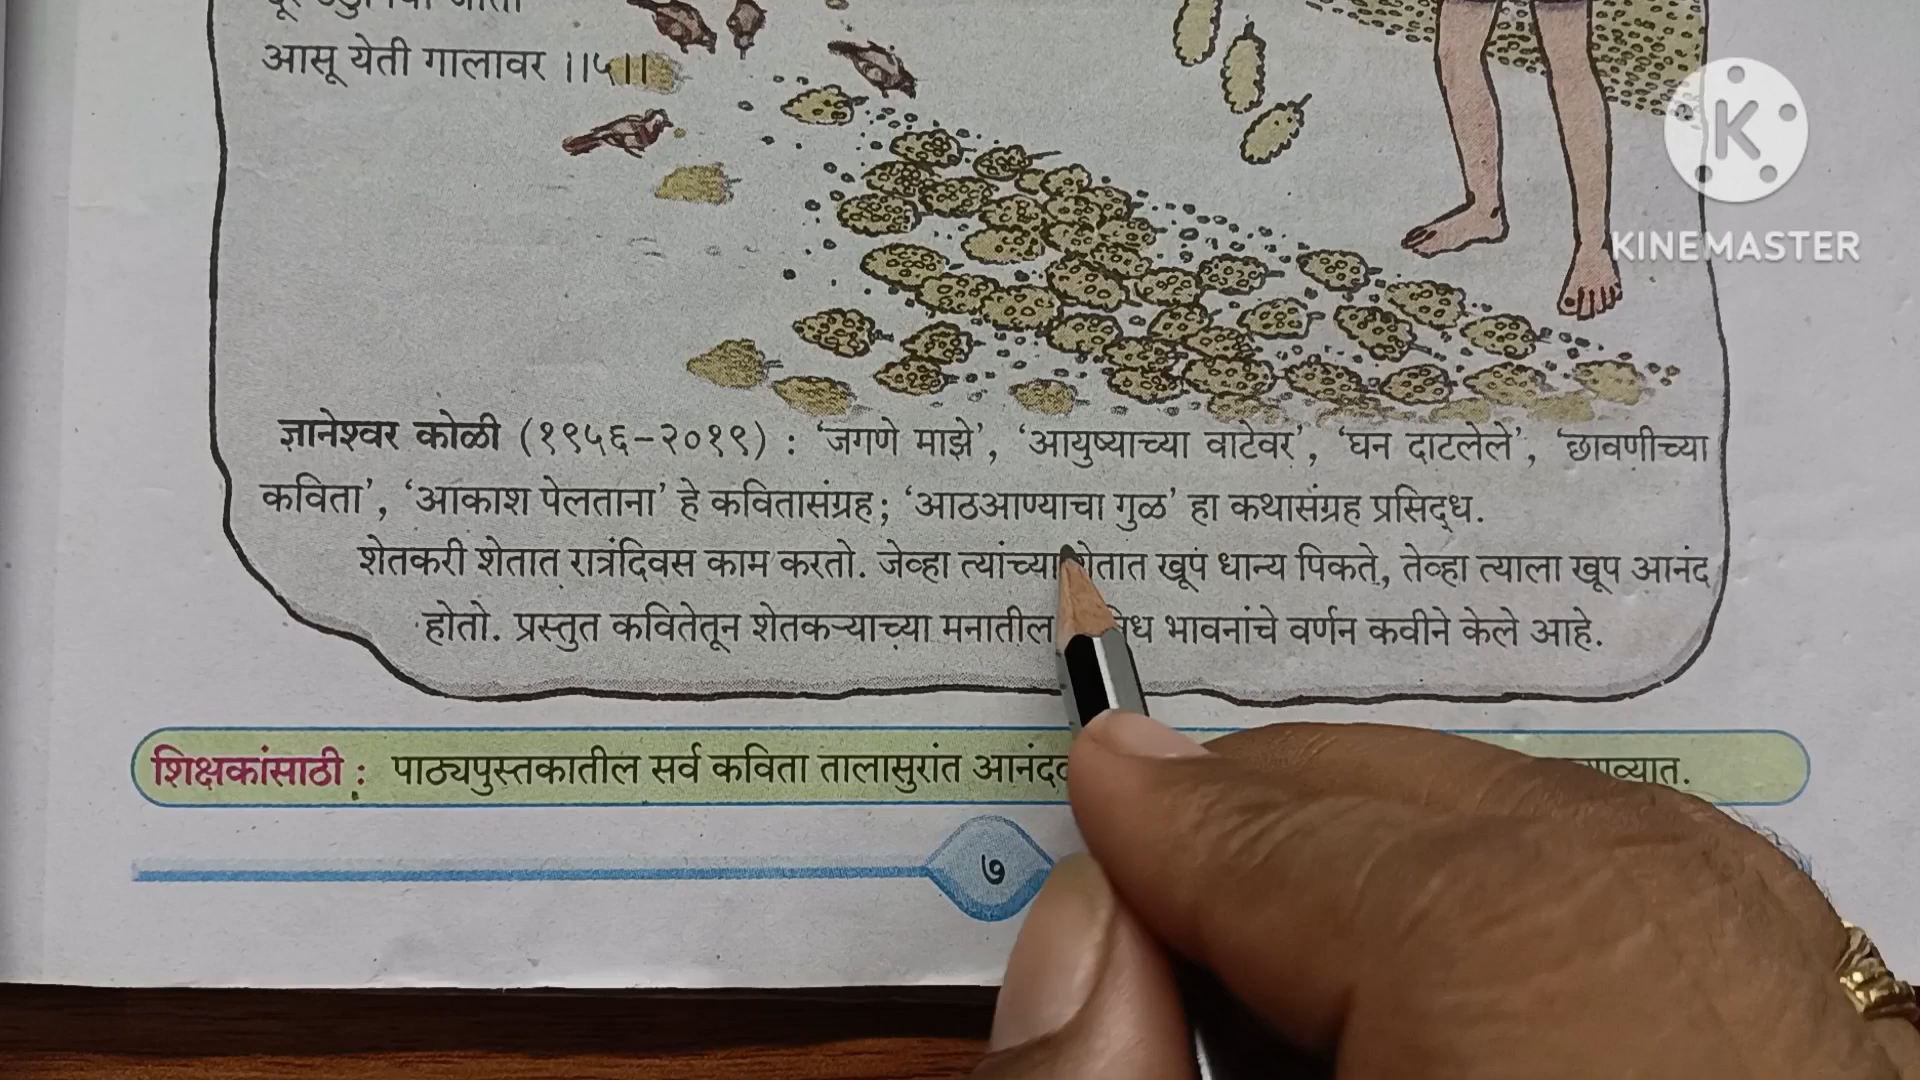 आसू येती गालावर ।।५।।
K
KINEMASTER
ज्ञानेश्वर कोळी (१९५६-२०१९) : ‘जगणे माझे’, ‘आयुष्याच्या वाटेवर’, ‘घन दाटलेले’, ‘छावणीच्या
कविता’, ‘आकाश पेलताना’ हे कवितासंग्रह; ‘आठआण्याचा गुळ’ हा कथासंग्रह प्रसिद्ध.
शेतकरी शेतात रात्रंदिवस काम करतो. जेव्हा त्यांच्या शेतात खूप धान्य पिकते, तेव्हा त्याला खूप आनंद
होतो. प्रस्तुत कवितेतून शेतकऱ्याच्या मनातील भावनांचे वर्णन कवीने केले आहे.
शिक्षकांसाठी : पाठ्यपुस्तकातील सर्व कविता तालासुरांत
७